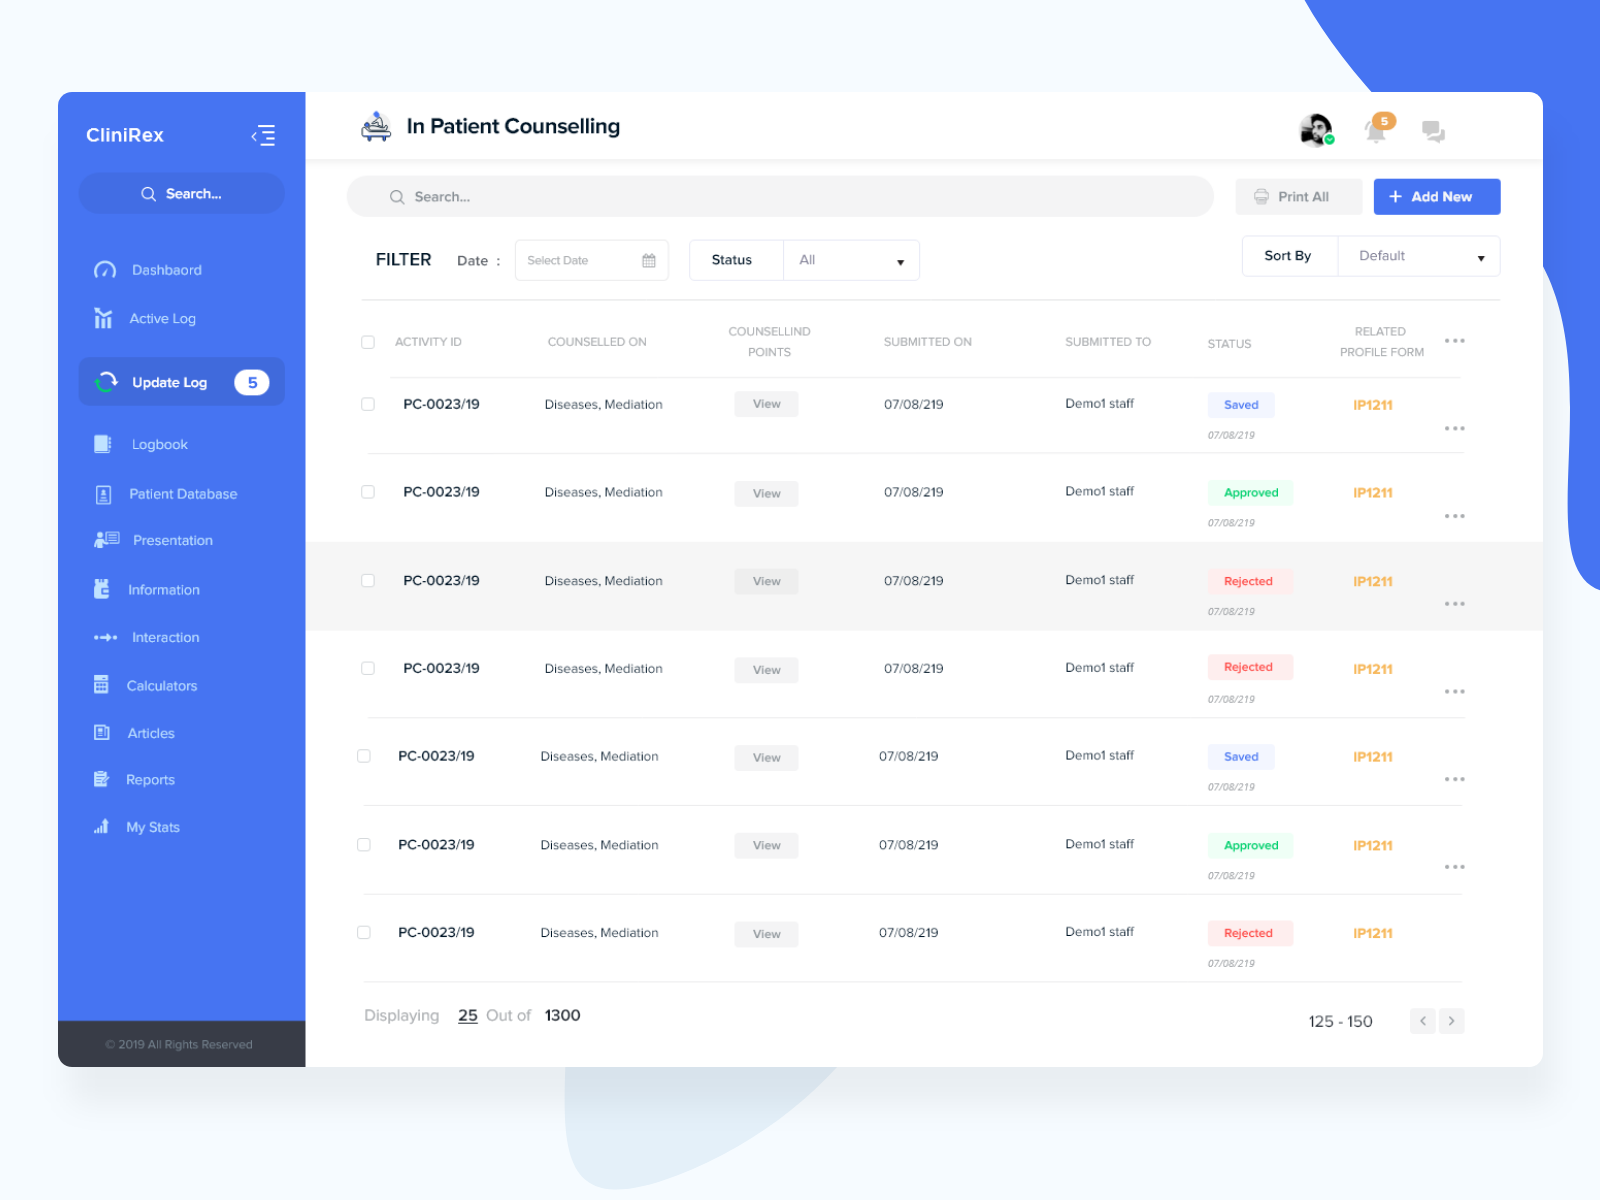 CliniRex
Search...
Dashbaord
Active Log
Update Log 5
Logbook
Patient Database
Presentation
Information
Interaction
Calculators
Articles
Reports
My Stats
© 2019 All Rights Reserved
In Patient Counselling
5
Search...
Print All
+ Add New
FILTER Date : Select Date Status All
Sort By Default
ACTIVITY ID COUNSELLED ON COUNSELLIND POINTS SUBMITTED ON SUBMITTED TO STATUS RELATED PROFILE FORM
PC-0023/19 Diseases, Mediation View 07/08/219 Demo1 staff Saved IP1211
07/08/219
PC-0023/19 Diseases, Mediation View 07/08/219 Demo1 staff Approved IP1211
07/08/219
PC-0023/19 Diseases, Mediation View 07/08/219 Demo1 staff Rejected IP1211
07/08/219
PC-0023/19 Diseases, Mediation View 07/08/219 Demo1 staff Rejected IP1211
07/08/219
PC-0023/19 Diseases, Mediation View 07/08/219 Demo1 staff Saved IP1211
07/08/219
PC-0023/19 Diseases, Mediation View 07/08/219 Demo1 staff Approved IP1211
07/08/219
PC-0023/19 Diseases, Mediation View 07/08/219 Demo1 staff Rejected IP1211
07/08/219
Displaying 25 Out of 1300
125 - 150